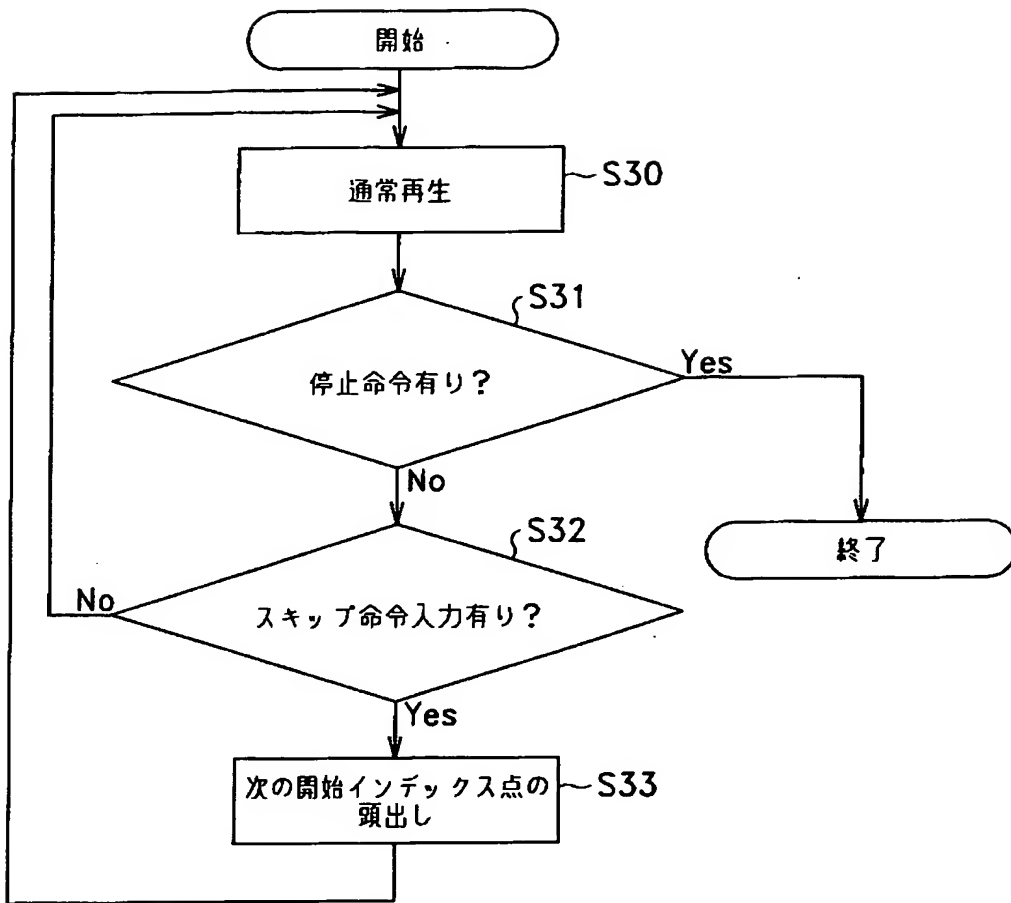 開始
通常再生
S30
S31
停止命令有り?
Yes
No
S32
スキップ命令入力有り?
No
終了
Yes
次の開始インデックス点の
頭出し
S33